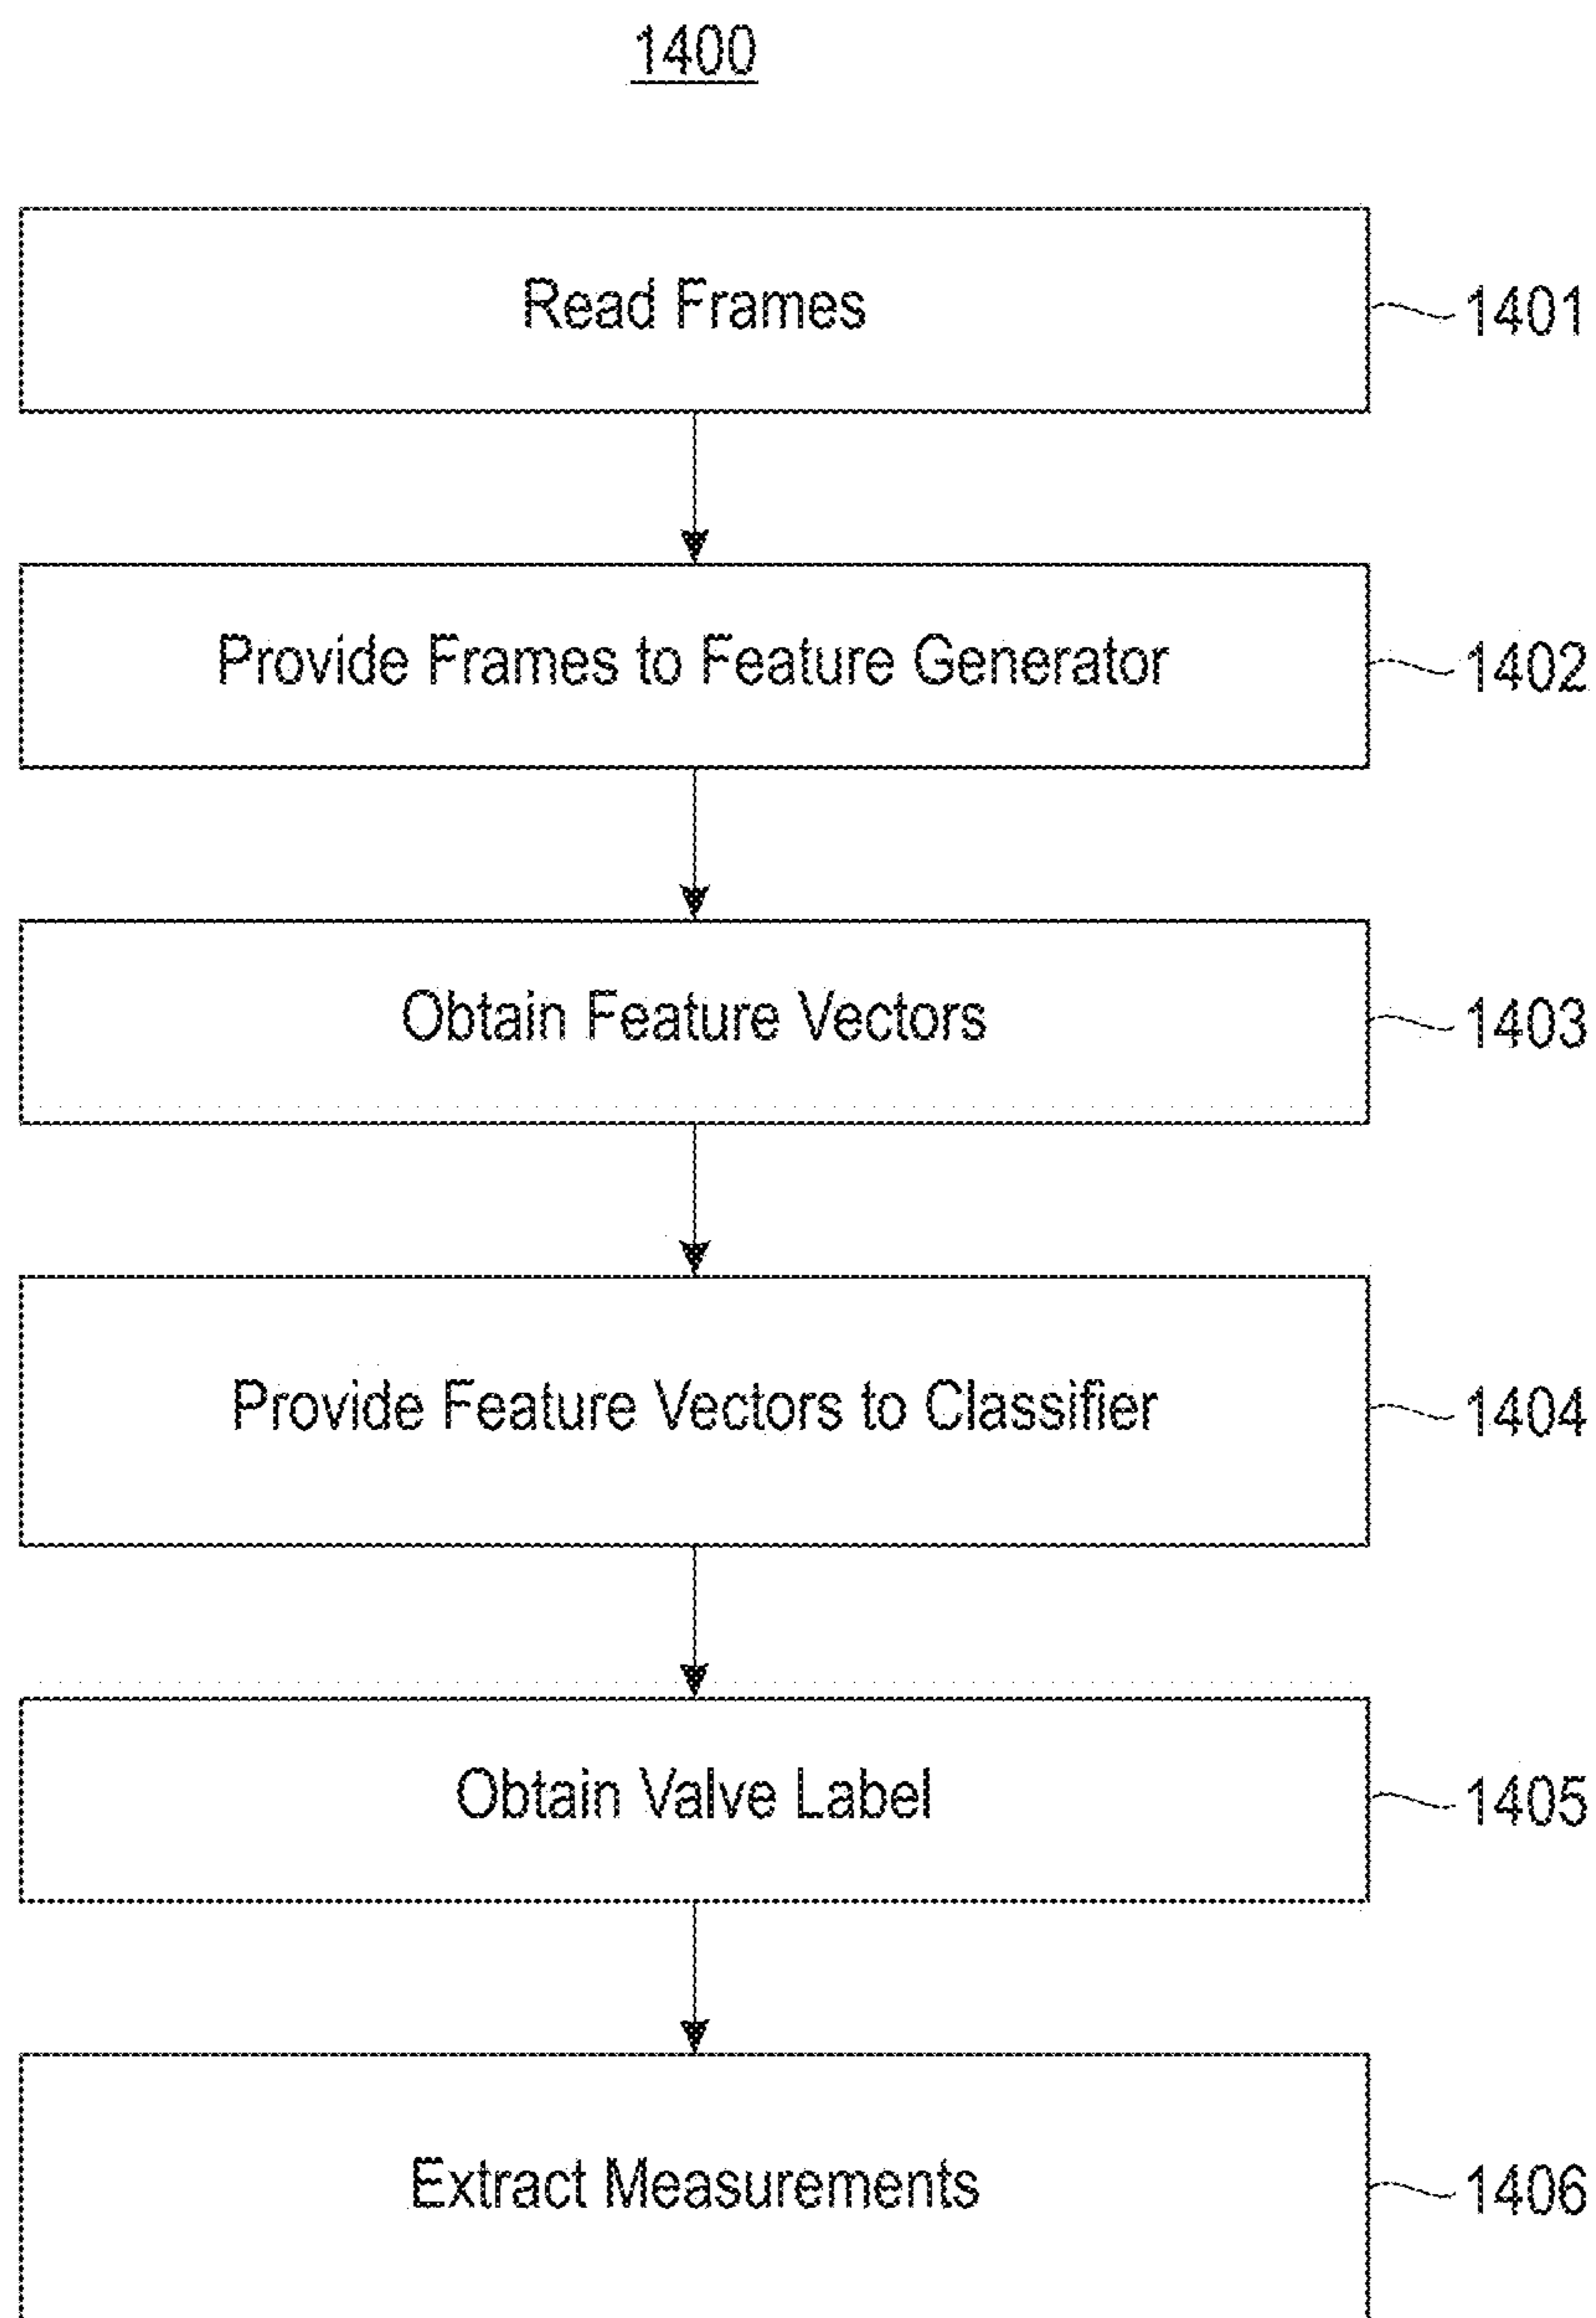 1400
Read Frames
1401
Provide Frames to Feature Generator
1402
Obtain Feature Vectors
1403
Provide Feature Vectors to Classifier
1404
Obtain Valve Label
1405
Extract Measurements
1406